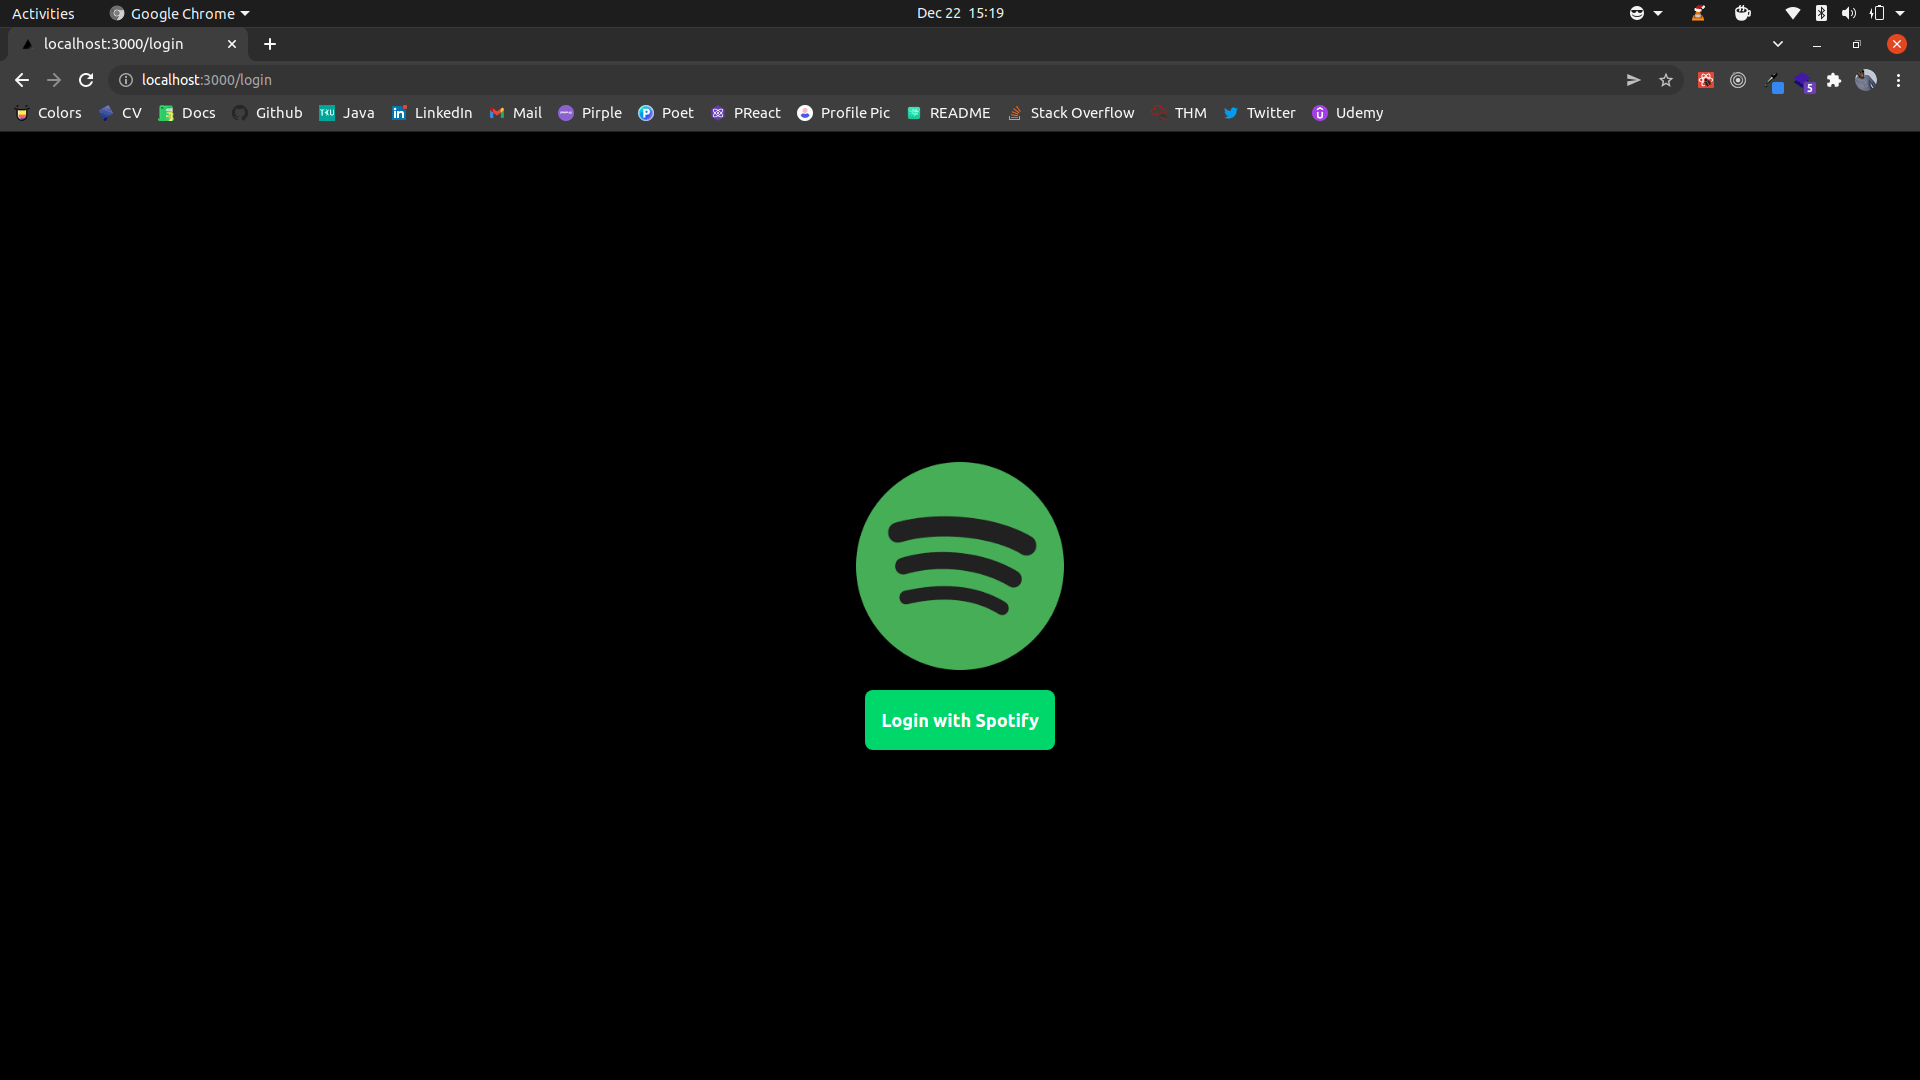 Activities Google Chrome Dec 22 15:19
localhost:3000/login
localhost:3000/login 5
Colors CV Docs Github Java LinkedIn Mail Pirple Poet PReact Profile Pic README Stack Overflow THM Twitter Udemy
Login with Spotify